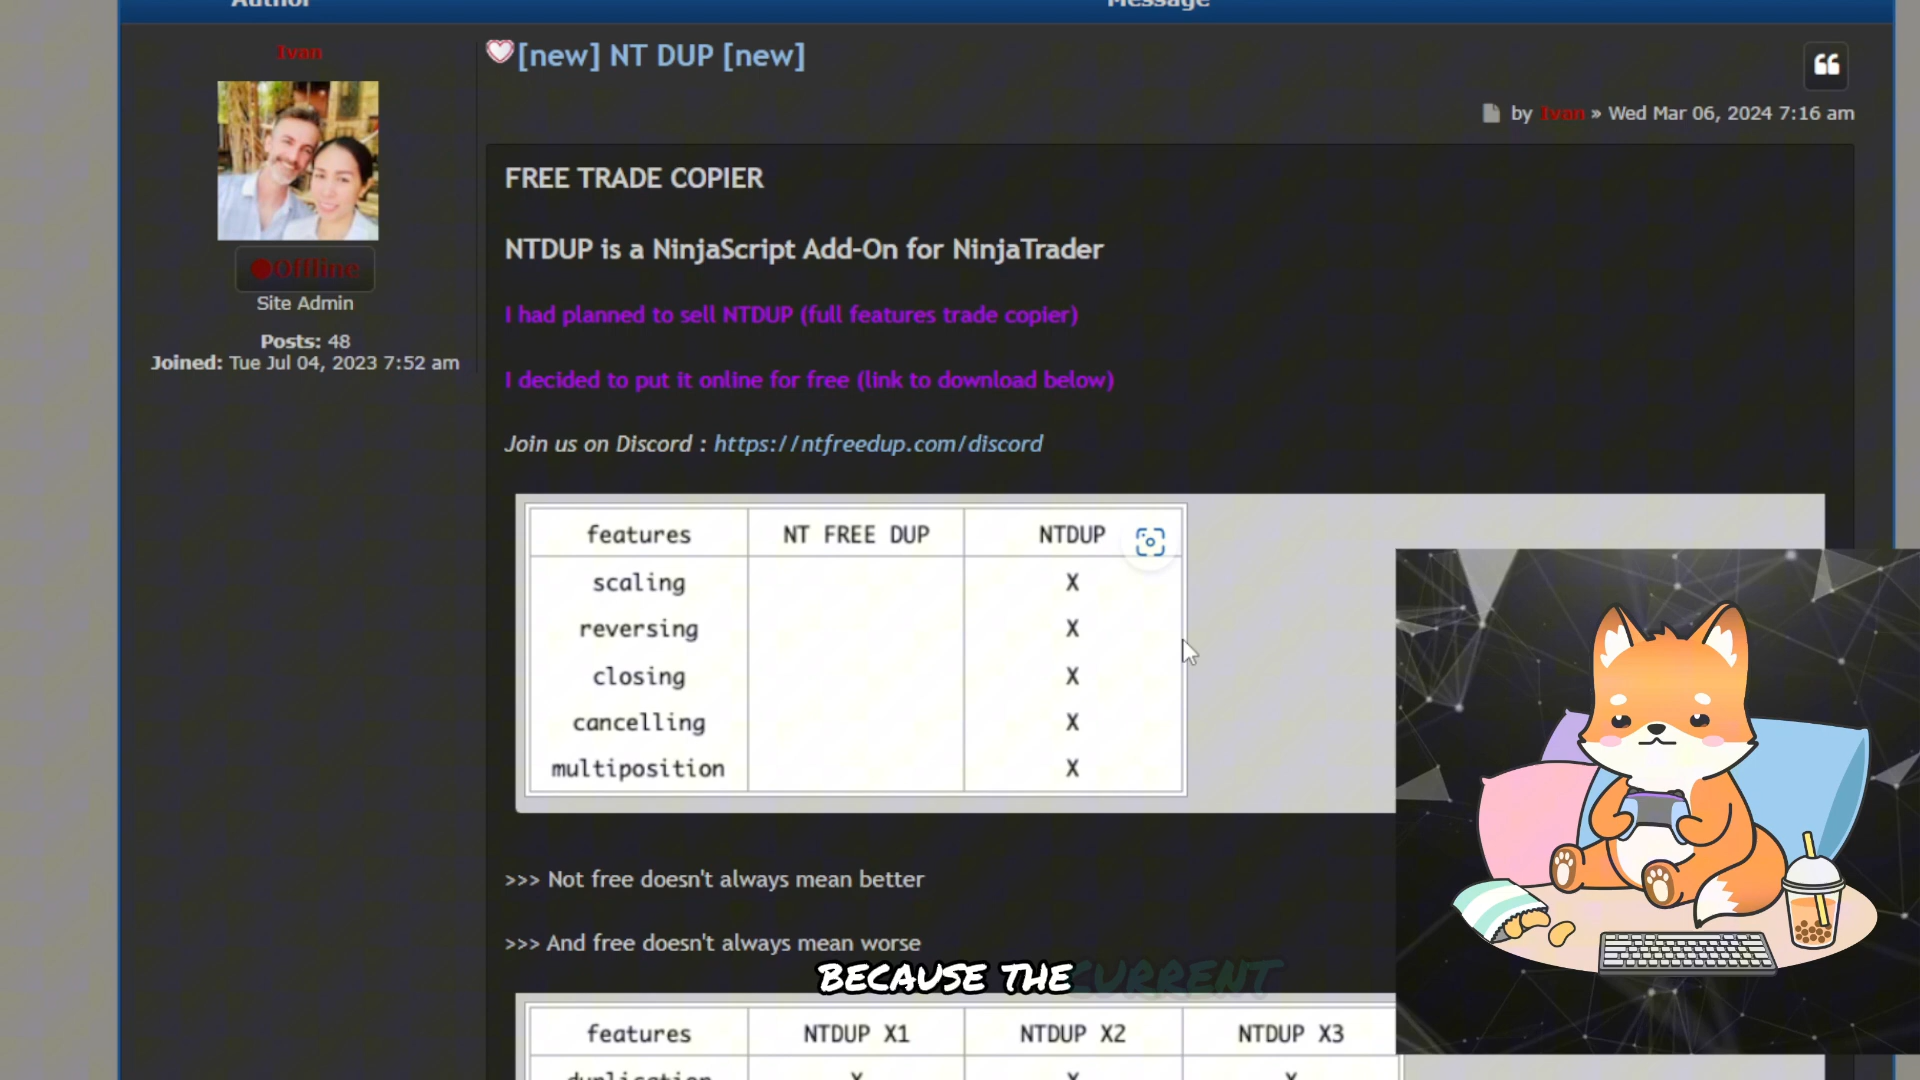 Author
Message
Ivan
Offline
Site Admin
Posts: 48
Joined: Tue Jul 04, 2023 7:52 am
[new] NT DUP [new]
by Ivan » Wed Mar 06, 2024 7:16 am
FREE TRADE COPIER
NTDUP is a NinjaScript Add-On for NinjaTrader
I had planned to sell NTDUP (full features trade copier)
I decided to put it online for free (link to download below)
Join us on Discord : https://ntfreedup.com/discord
features NT FREE DUP NTDUP
scaling X
reversing X
closing X
cancelling X
multiposition X
>>> Not free doesn't always mean better
>>> And free doesn't always mean worse
BECAUSE THE CURRENT
features NTDUP X1 NTDUP X2 NTDUP X3
duplication X X X